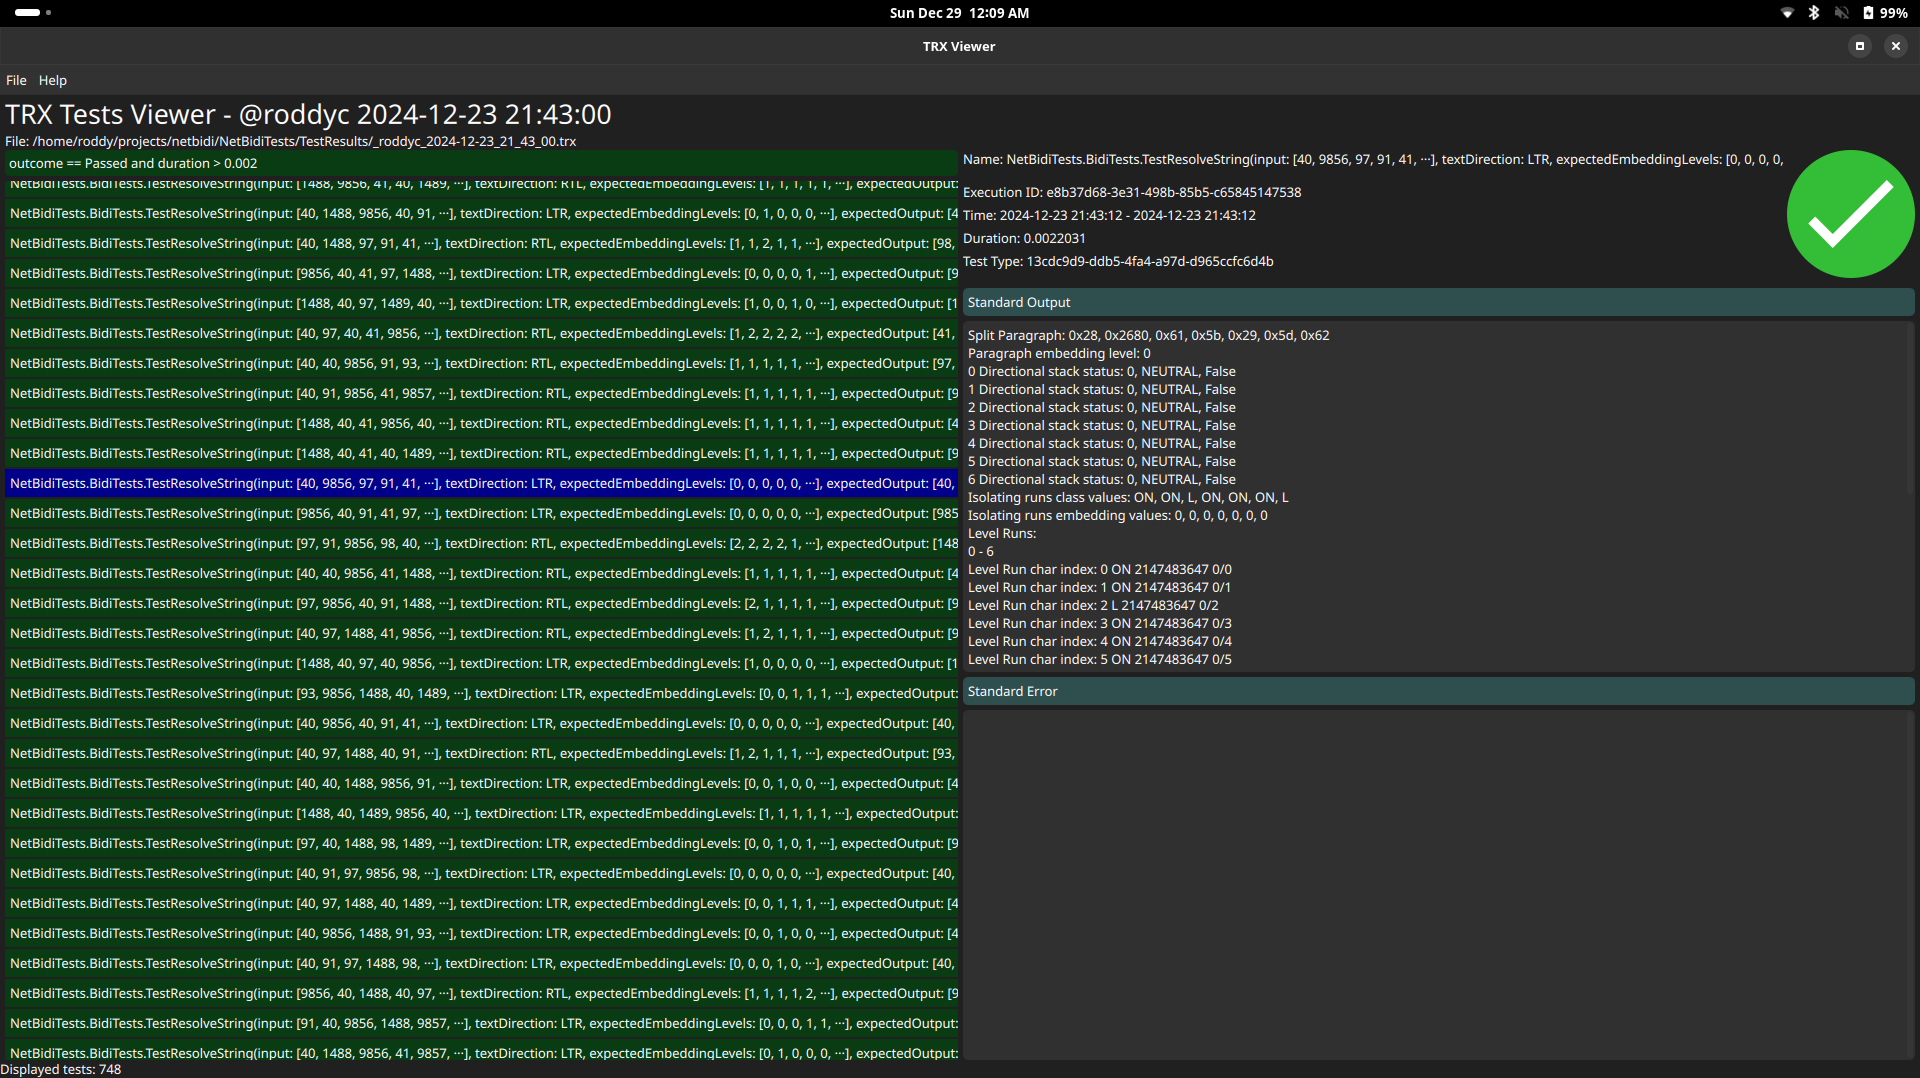 Sun Dec 29 12:09 AM
99%
TRX Viewer
File Help
TRX Tests Viewer - @roddyc 2024-12-23 21:43:00
File: /home/roddy/projects/netbidi/NetBidiTests/TestResults/_roddyc_2024-12-23_21_43_00.trx
outcome == Passed and duration > 0.002
NetBidiTests.BidiTests.TestResolveString(input: [1488, 9856, 41, 40, 1489, ···], textDirection: RTL, expectedEmbeddingLevels: [1, 1, 1, 1, 1, ···], expectedOutput:
NetBidiTests.BidiTests.TestResolveString(input: [40, 1488, 9856, 40, 91, ···], textDirection: LTR, expectedEmbeddingLevels: [0, 1, 0, 0, 0, ···], expectedOutput: [4
NetBidiTests.BidiTests.TestResolveString(input: [40, 1488, 97, 91, 41, ···], textDirection: RTL, expectedEmbeddingLevels: [1, 1, 2, 1, 1, ···], expectedOutput: [98,
NetBidiTests.BidiTests.TestResolveString(input: [9856, 40, 41, 97, 1488, ···], textDirection: LTR, expectedEmbeddingLevels: [0, 0, 0, 0, 1, ···], expectedOutput: [9
NetBidiTests.BidiTests.TestResolveString(input: [1488, 40, 97, 1489, 40, ···], textDirection: LTR, expectedEmbeddingLevels: [1, 0, 0, 1, 0, ···], expectedOutput: [1
NetBidiTests.BidiTests.TestResolveString(input: [40, 97, 40, 41, 9856, ···], textDirection: RTL, expectedEmbeddingLevels: [1, 2, 2, 2, 2, ···], expectedOutput: [41,
NetBidiTests.BidiTests.TestResolveString(input: [40, 40, 9856, 91, 93, ···], textDirection: RTL, expectedEmbeddingLevels: [1, 1, 1, 1, 1, ···], expectedOutput: [97,
NetBidiTests.BidiTests.TestResolveString(input: [40, 91, 9856, 41, 9857, ···], textDirection: RTL, expectedEmbeddingLevels: [1, 1, 1, 1, 1, ···], expectedOutput: [9
NetBidiTests.BidiTests.TestResolveString(input: [1488, 40, 41, 9856, 40, ···], textDirection: RTL, expectedEmbeddingLevels: [1, 1, 1, 1, 1, ···], expectedOutput: [4
NetBidiTests.BidiTests.TestResolveString(input: [1488, 40, 41, 40, 1489, ···], textDirection: RTL, expectedEmbeddingLevels: [1, 1, 1, 1, 1, ···], expectedOutput: [9
NetBidiTests.BidiTests.TestResolveString(input: [40, 9856, 97, 91, 41, ···], textDirection: LTR, expectedEmbeddingLevels: [0, 0, 0, 0, 0, ···], expectedOutput: [40,
NetBidiTests.BidiTests.TestResolveString(input: [9856, 40, 91, 41, 97, ···], textDirection: LTR, expectedEmbeddingLevels: [0, 0, 0, 0, 0, ···], expectedOutput: [985
NetBidiTests.BidiTests.TestResolveString(input: [97, 91, 9856, 98, 40, ···], textDirection: RTL, expectedEmbeddingLevels: [2, 2, 2, 2, 1, ···], expectedOutput: [148
NetBidiTests.BidiTests.TestResolveString(input: [40, 40, 9856, 41, 1488, ···], textDirection: RTL, expectedEmbeddingLevels: [1, 1, 1, 1, 1, ···], expectedOutput: [4
NetBidiTests.BidiTests.TestResolveString(input: [97, 9856, 40, 91, 1488, ···], textDirection: RTL, expectedEmbeddingLevels: [2, 1, 1, 1, 1, ···], expectedOutput: [9
NetBidiTests.BidiTests.TestResolveString(input: [40, 97, 1488, 41, 9856, ···], textDirection: RTL, expectedEmbeddingLevels: [1, 2, 1, 1, 1, ···], expectedOutput: [9
NetBidiTests.BidiTests.TestResolveString(input: [1488, 40, 97, 40, 9856, ···], textDirection: LTR, expectedEmbeddingLevels: [1, 0, 0, 0, 0, ···], expectedOutput: [1
NetBidiTests.BidiTests.TestResolveString(input: [93, 9856, 1488, 40, 1489, ···], textDirection: LTR, expectedEmbeddingLevels: [0, 0, 1, 1, 1, ···], expectedOutput:
NetBidiTests.BidiTests.TestResolveString(input: [40, 9856, 40, 91, 41, ···], textDirection: LTR, expectedEmbeddingLevels: [0, 0, 0, 0, 0, ···], expectedOutput: [40,
NetBidiTests.BidiTests.TestResolveString(input: [40, 97, 1488, 40, 91, ···], textDirection: RTL, expectedEmbeddingLevels: [1, 2, 1, 1, 1, ···], expectedOutput: [93,
NetBidiTests.BidiTests.TestResolveString(input: [40, 40, 1488, 9856, 91, ···], textDirection: LTR, expectedEmbeddingLevels: [0, 0, 1, 0, 0, ···], expectedOutput: [4
NetBidiTests.BidiTests.TestResolveString(input: [1488, 40, 1489, 9856, 40, ···], textDirection: LTR, expectedEmbeddingLevels: [1, 1, 1, 1, 1, ···], expectedOutput:
NetBidiTests.BidiTests.TestResolveString(input: [97, 40, 1488, 98, 1489, ···], textDirection: LTR, expectedEmbeddingLevels: [0, 0, 1, 0, 1, ···], expectedOutput: [9
NetBidiTests.BidiTests.TestResolveString(input: [40, 91, 97, 9856, 98, ···], textDirection: LTR, expectedEmbeddingLevels: [0, 0, 0, 0, 0, ···], expectedOutput: [40,
NetBidiTests.BidiTests.TestResolveString(input: [40, 97, 1488, 40, 1489, ···], textDirection: LTR, expectedEmbeddingLevels: [0, 0, 1, 1, 1, ···], expectedOutput: [4
NetBidiTests.BidiTests.TestResolveString(input: [40, 9856, 1488, 91, 93, ···], textDirection: LTR, expectedEmbeddingLevels: [0, 0, 1, 0, 0, ···], expectedOutput: [4
NetBidiTests.BidiTests.TestResolveString(input: [40, 91, 97, 1488, 98, ···], textDirection: LTR, expectedEmbeddingLevels: [0, 0, 0, 1, 0, ···], expectedOutput: [40,
NetBidiTests.BidiTests.TestResolveString(input: [9856, 40, 1488, 40, 97, ···], textDirection: RTL, expectedEmbeddingLevels: [1, 1, 1, 1, 2, ···], expectedOutput: [9
NetBidiTests.BidiTests.TestResolveString(input: [91, 40, 9856, 1488, 9857, ···], textDirection: LTR, expectedEmbeddingLevels: [0, 0, 0, 1, 1, ···], expectedOutput:
NetBidiTests.BidiTests.TestResolveString(input: [40, 1488, 9856, 41, 9857, ···], textDirection: LTR, expectedEmbeddingLevels: [0, 1, 0, 0, 0, ···], expectedOutput:
Displayed tests: 748
Name: NetBidiTests.BidiTests.TestResolveString(input: [40, 9856, 97, 91, 41, ···], textDirection: LTR, expectedEmbeddingLevels: [0, 0, 0, 0,
Execution ID: e8b37d68-3e31-498b-85b5-c65845147538
Time: 2024-12-23 21:43:12 - 2024-12-23 21:43:12
Duration: 0.0022031
Test Type: 13cdc9d9-ddb5-4fa4-a97d-d965ccfc6d4b
Standard Output
Split Paragraph: 0x28, 0x2680, 0x61, 0x5b, 0x29, 0x5d, 0x62
Paragraph embedding level: 0
0 Directional stack status: 0, NEUTRAL, False
1 Directional stack status: 0, NEUTRAL, False
2 Directional stack status: 0, NEUTRAL, False
3 Directional stack status: 0, NEUTRAL, False
4 Directional stack status: 0, NEUTRAL, False
5 Directional stack status: 0, NEUTRAL, False
6 Directional stack status: 0, NEUTRAL, False
Isolating runs class values: ON, ON, L, ON, ON, ON, L
Isolating runs embedding values: 0, 0, 0, 0, 0, 0, 0
Level Runs:
0 - 6
Level Run char index: 0 ON 2147483647 0/0
Level Run char index: 1 ON 2147483647 0/1
Level Run char index: 2 L 2147483647 0/2
Level Run char index: 3 ON 2147483647 0/3
Level Run char index: 4 ON 2147483647 0/4
Level Run char index: 5 ON 2147483647 0/5
Standard Error